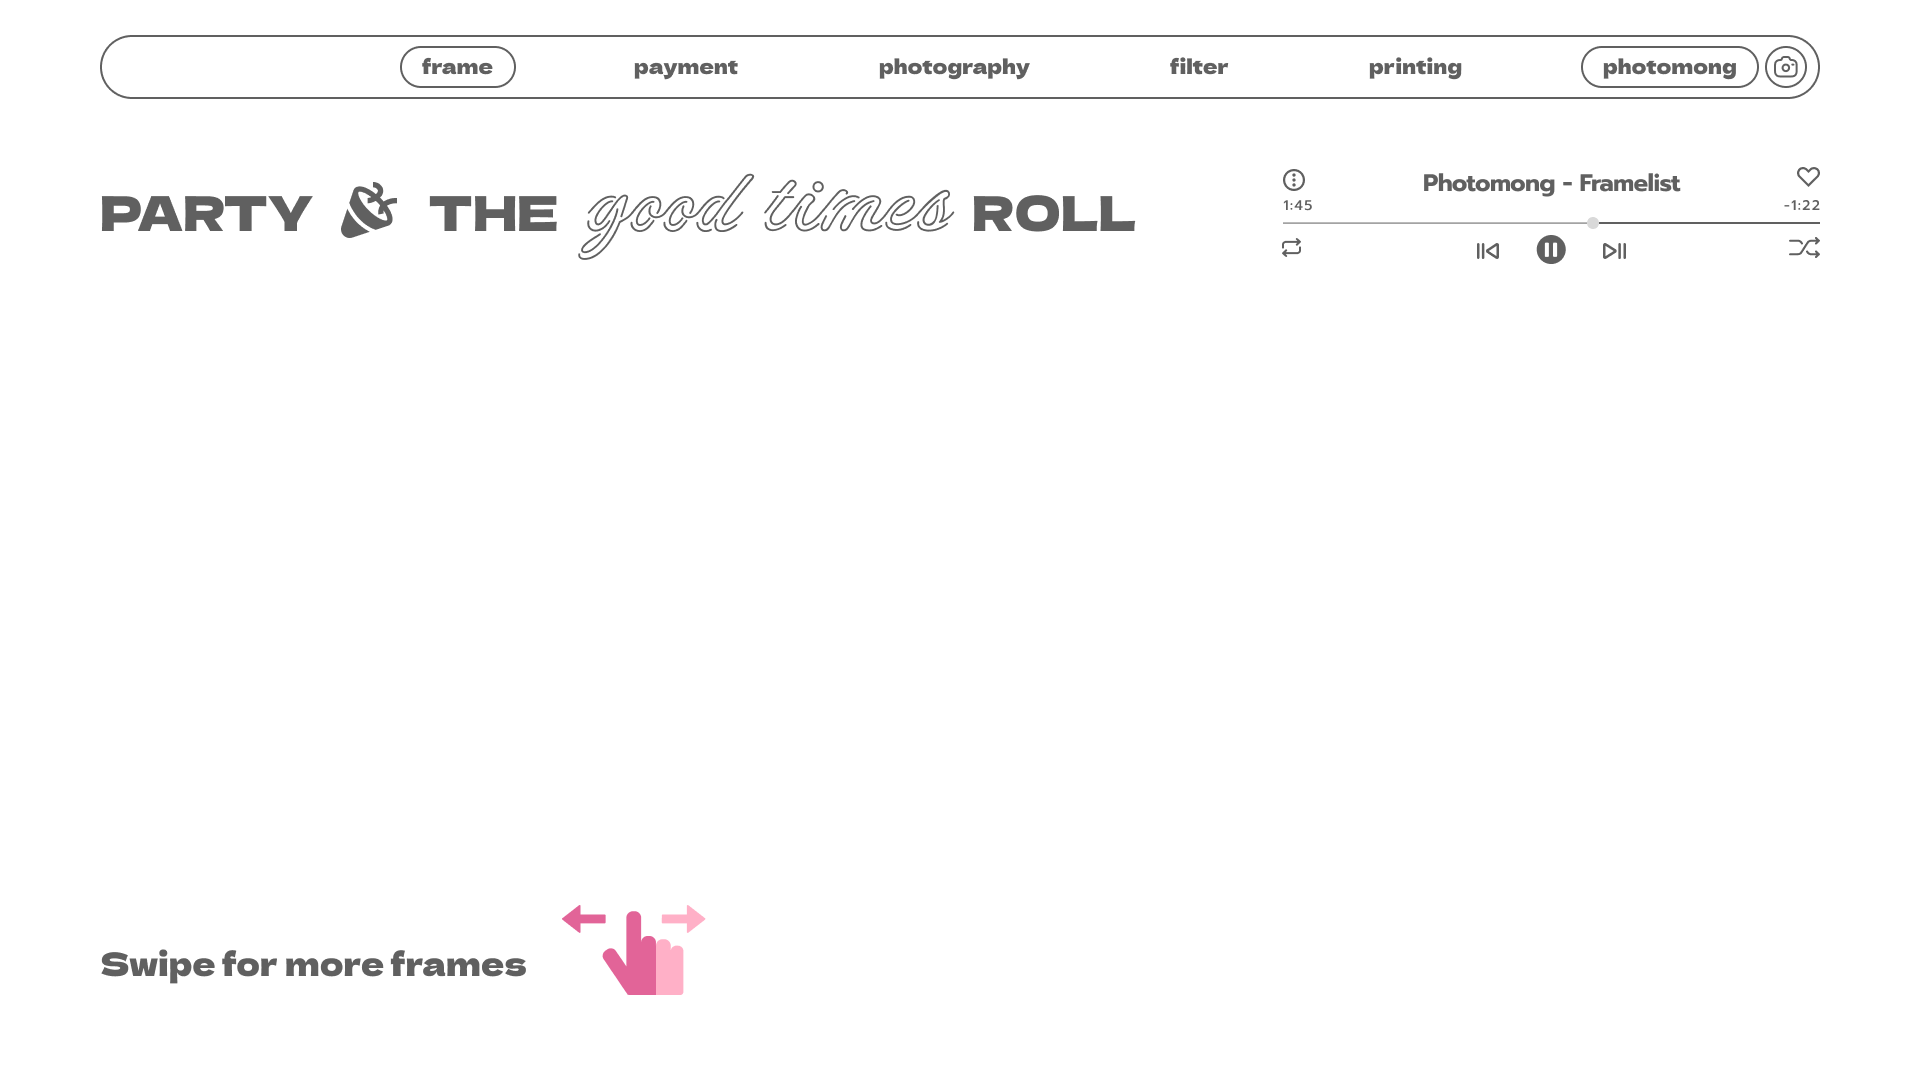 frame payment photography filter printing photomong
PARTY & THE good times ROLL
Photomong - Framelist
1:45 -1:22
Swipe for more frames